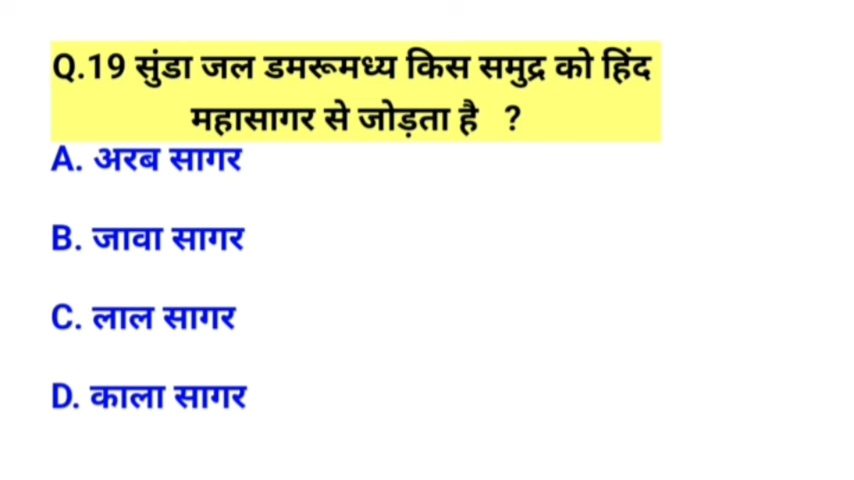 Q.19 सुंडा जल डमरूमध्य किस समुद्र को हिंद
महासागर से जोड़ता है ?
A. अरब सागर
B. जावा सागर
C. लाल सागर
D. काला सागर